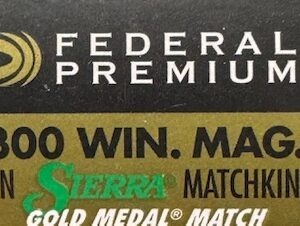 FEDERAL
PREMIUM
300 WIN. MAG.
N SIERRA® MATCHKIN
GOLD MEDAL® MATCH